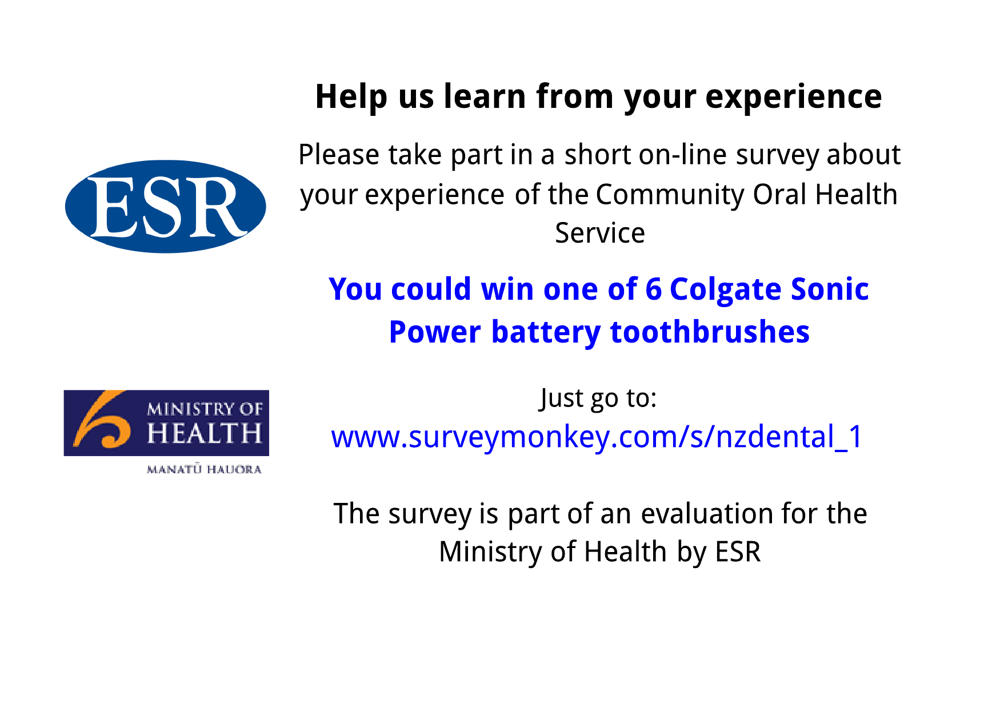 Help us learn from your experience
Please take part in a short on-line survey about
your experience of the Community Oral Health
Service
ESR
You could win one of 6 Colgate Sonic
Power battery toothbrushes
Just go to:
www.surveymonkey.com/s/nzdental_1
MINISTRY OF
HEALTH
MANATŪ HAUORA
The survey is part of an evaluation for the
Ministry of Health by ESR